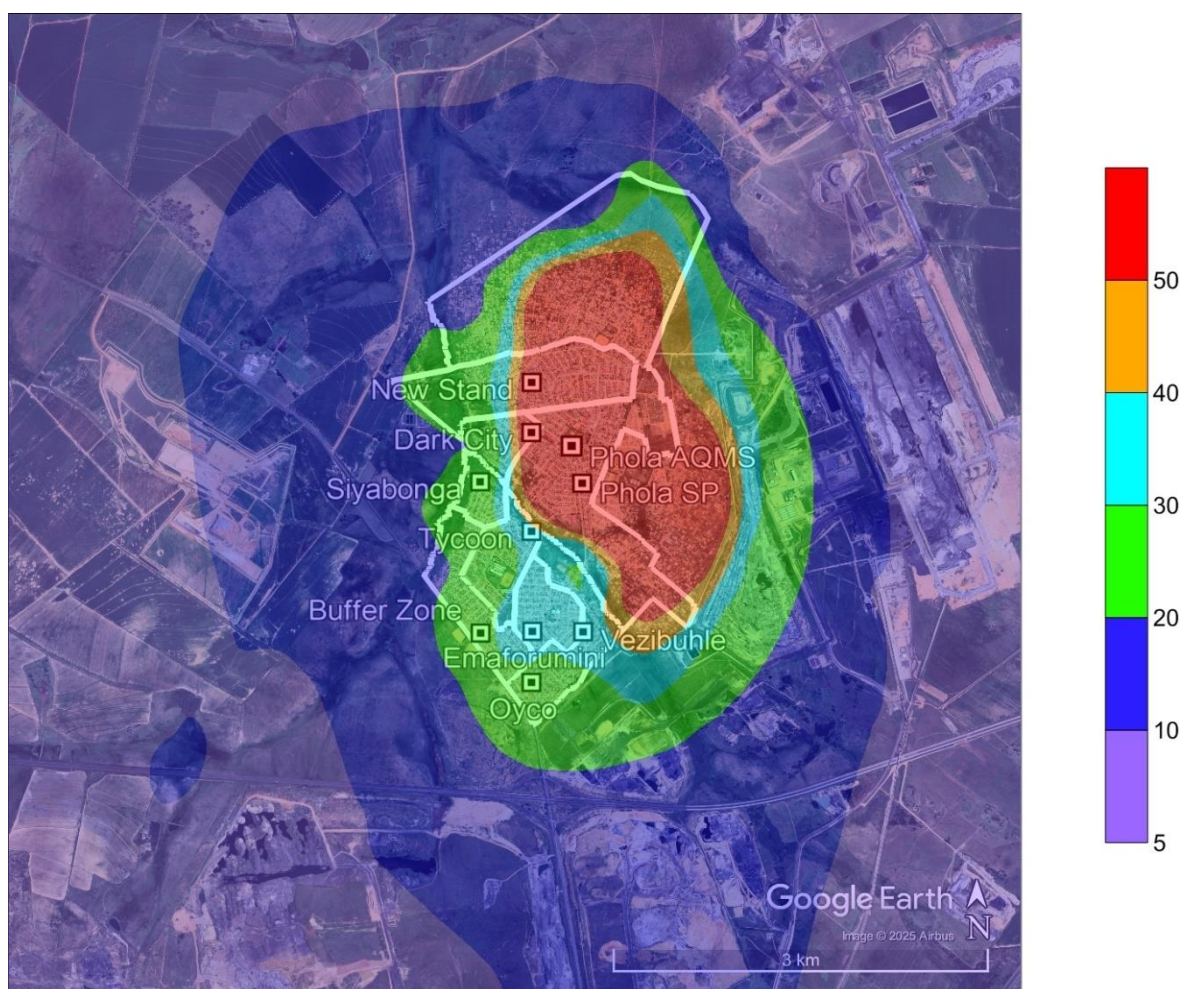 New Stand
Dark City
Phola AQMS
Siyabonga
Phola SP
Tycoon
Buffer Zone
Vezibuhle
Emaforumini
Oyco
Google Earth
N
Image © 2025 Airbus
3 km
50
40
30
20
10
5